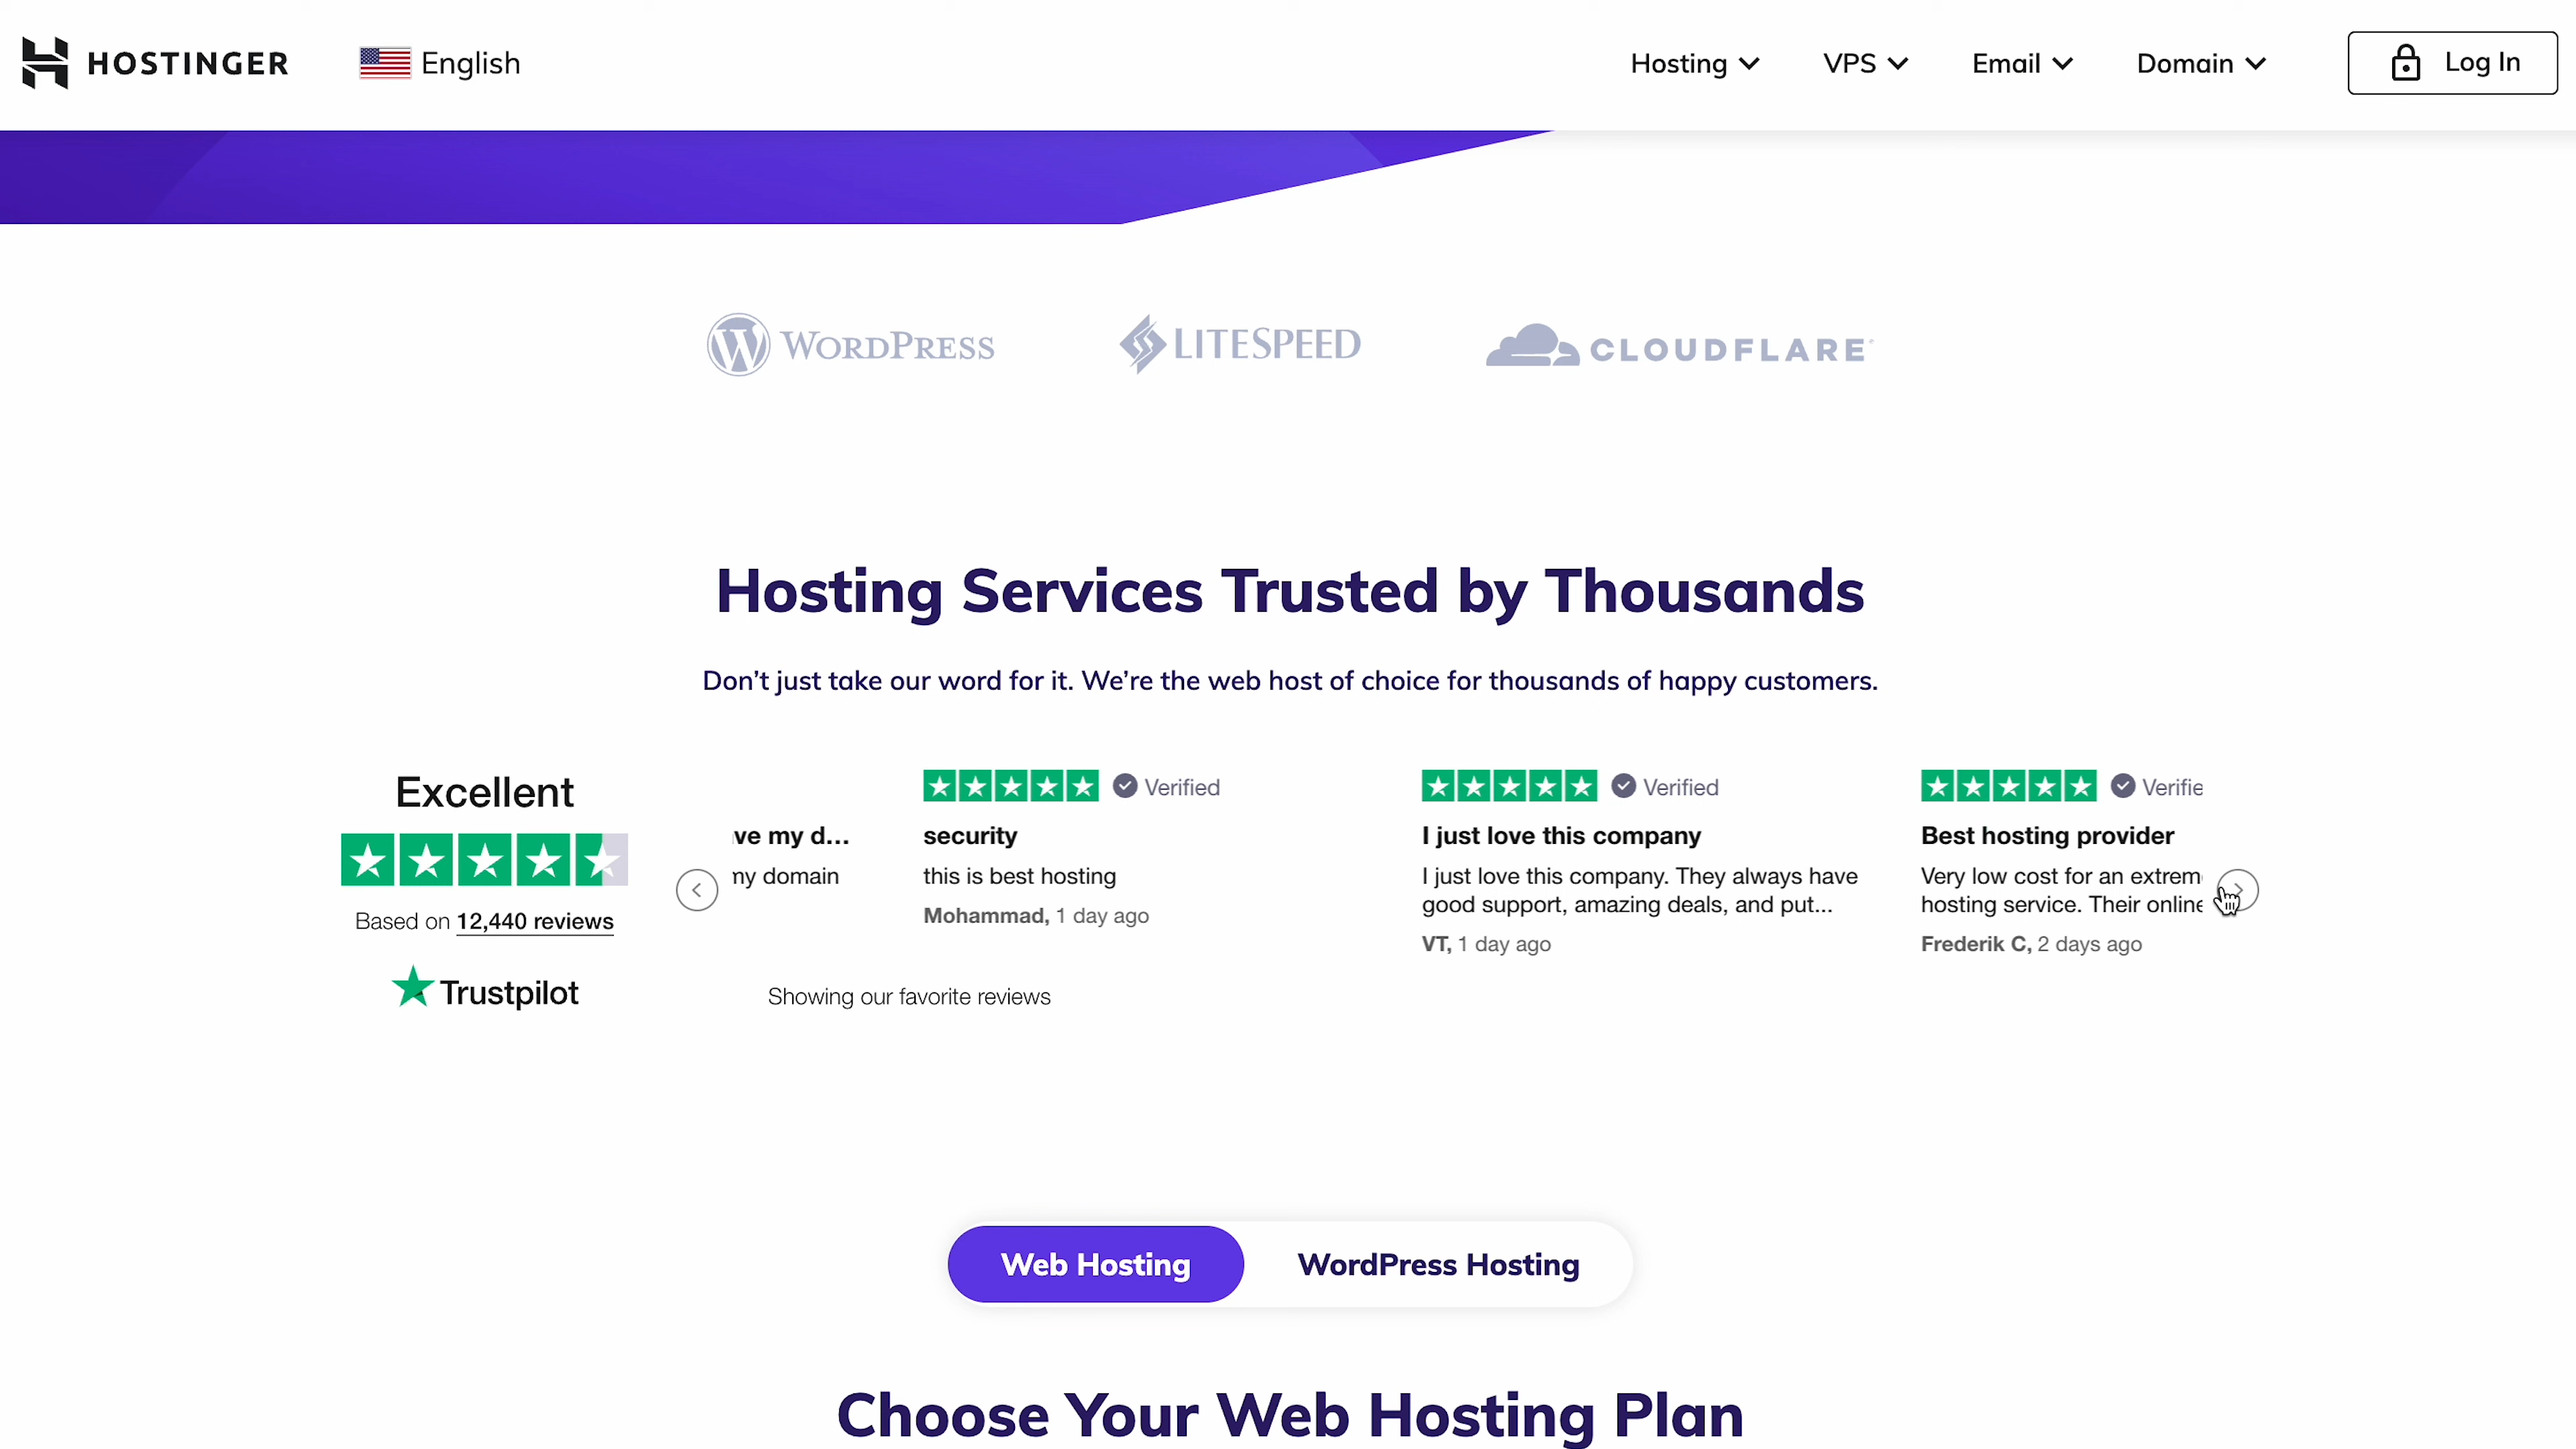 HOSTINGER
English
Hosting
VPS
Email
Domain
Log In
WORDPRESS
LITESPEED
CLOUDFLARE
Hosting Services Trusted by Thousands
Don't just take our word for it. We're the web host of choice for thousands of happy customers.
Excellent
Based on 12,440 reviews
Trustpilot
ve my d...
my domain
Verified
security
this is best hosting
Mohammad, 1 day ago
Verified
I just love this company
I just love this company. They always have
good support, amazing deals, and put...
VT, 1 day ago
Verifie
Best hosting provider
Very low cost for an extrem
hosting service. Their online
Frederik C, 2 days ago
Showing our favorite reviews
Web Hosting
WordPress Hosting
Choose Your Web Hosting Plan